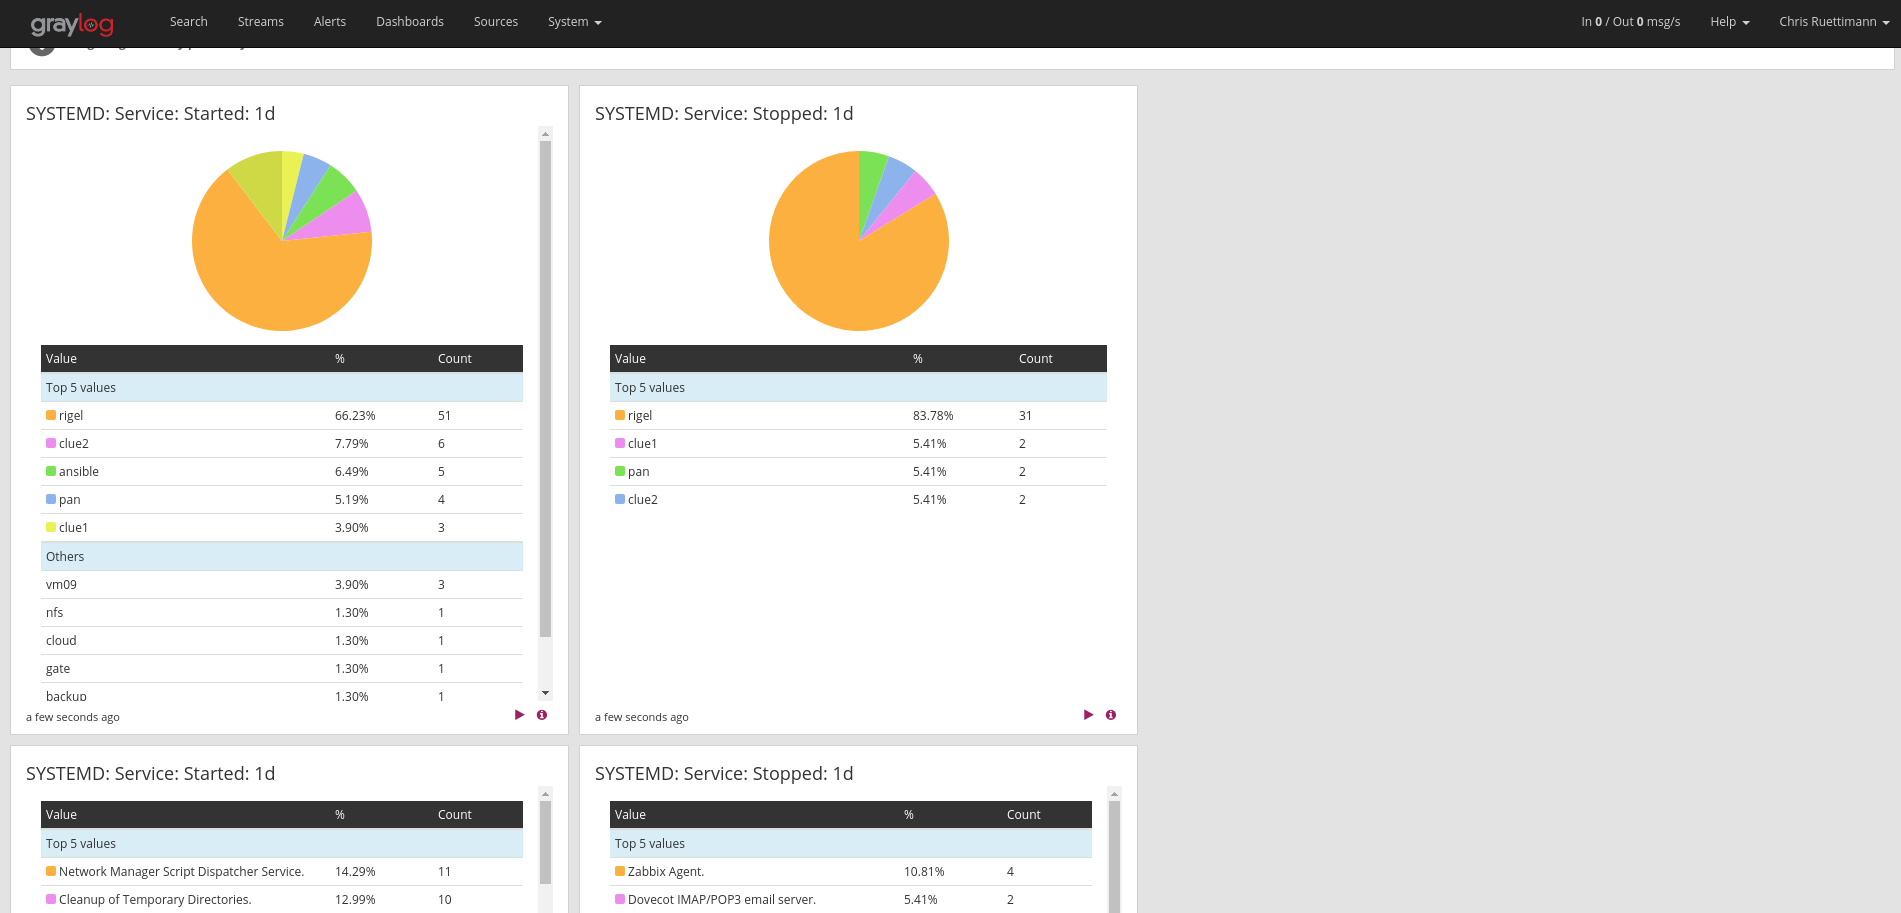 graylog Search Streams Alerts Dashboards Sources System In 0 / Out 0 msg/s Help Chris Ruettimann
SYSTEMD: Service: Started: 1d
Value % Count
Top 5 values
rigel 66.23% 51
clue2 7.79% 6
ansible 6.49% 5
pan 5.19% 4
clue1 3.90% 3
Others
vm09 3.90% 3
nfs 1.30% 1
cloud 1.30% 1
gate 1.30% 1
backup 1.30% 1
a few seconds ago
SYSTEMD: Service: Stopped: 1d
Value % Count
Top 5 values
rigel 83.78% 31
clue1 5.41% 2
pan 5.41% 2
clue2 5.41% 2
a few seconds ago
SYSTEMD: Service: Started: 1d
Value % Count
Top 5 values
Network Manager Script Dispatcher Service. 14.29% 11
Cleanup of Temporary Directories. 12.99% 10
SYSTEMD: Service: Stopped: 1d
Value % Count
Top 5 values
Zabbix Agent. 10.81% 4
Dovecot IMAP/POP3 email server. 5.41% 2